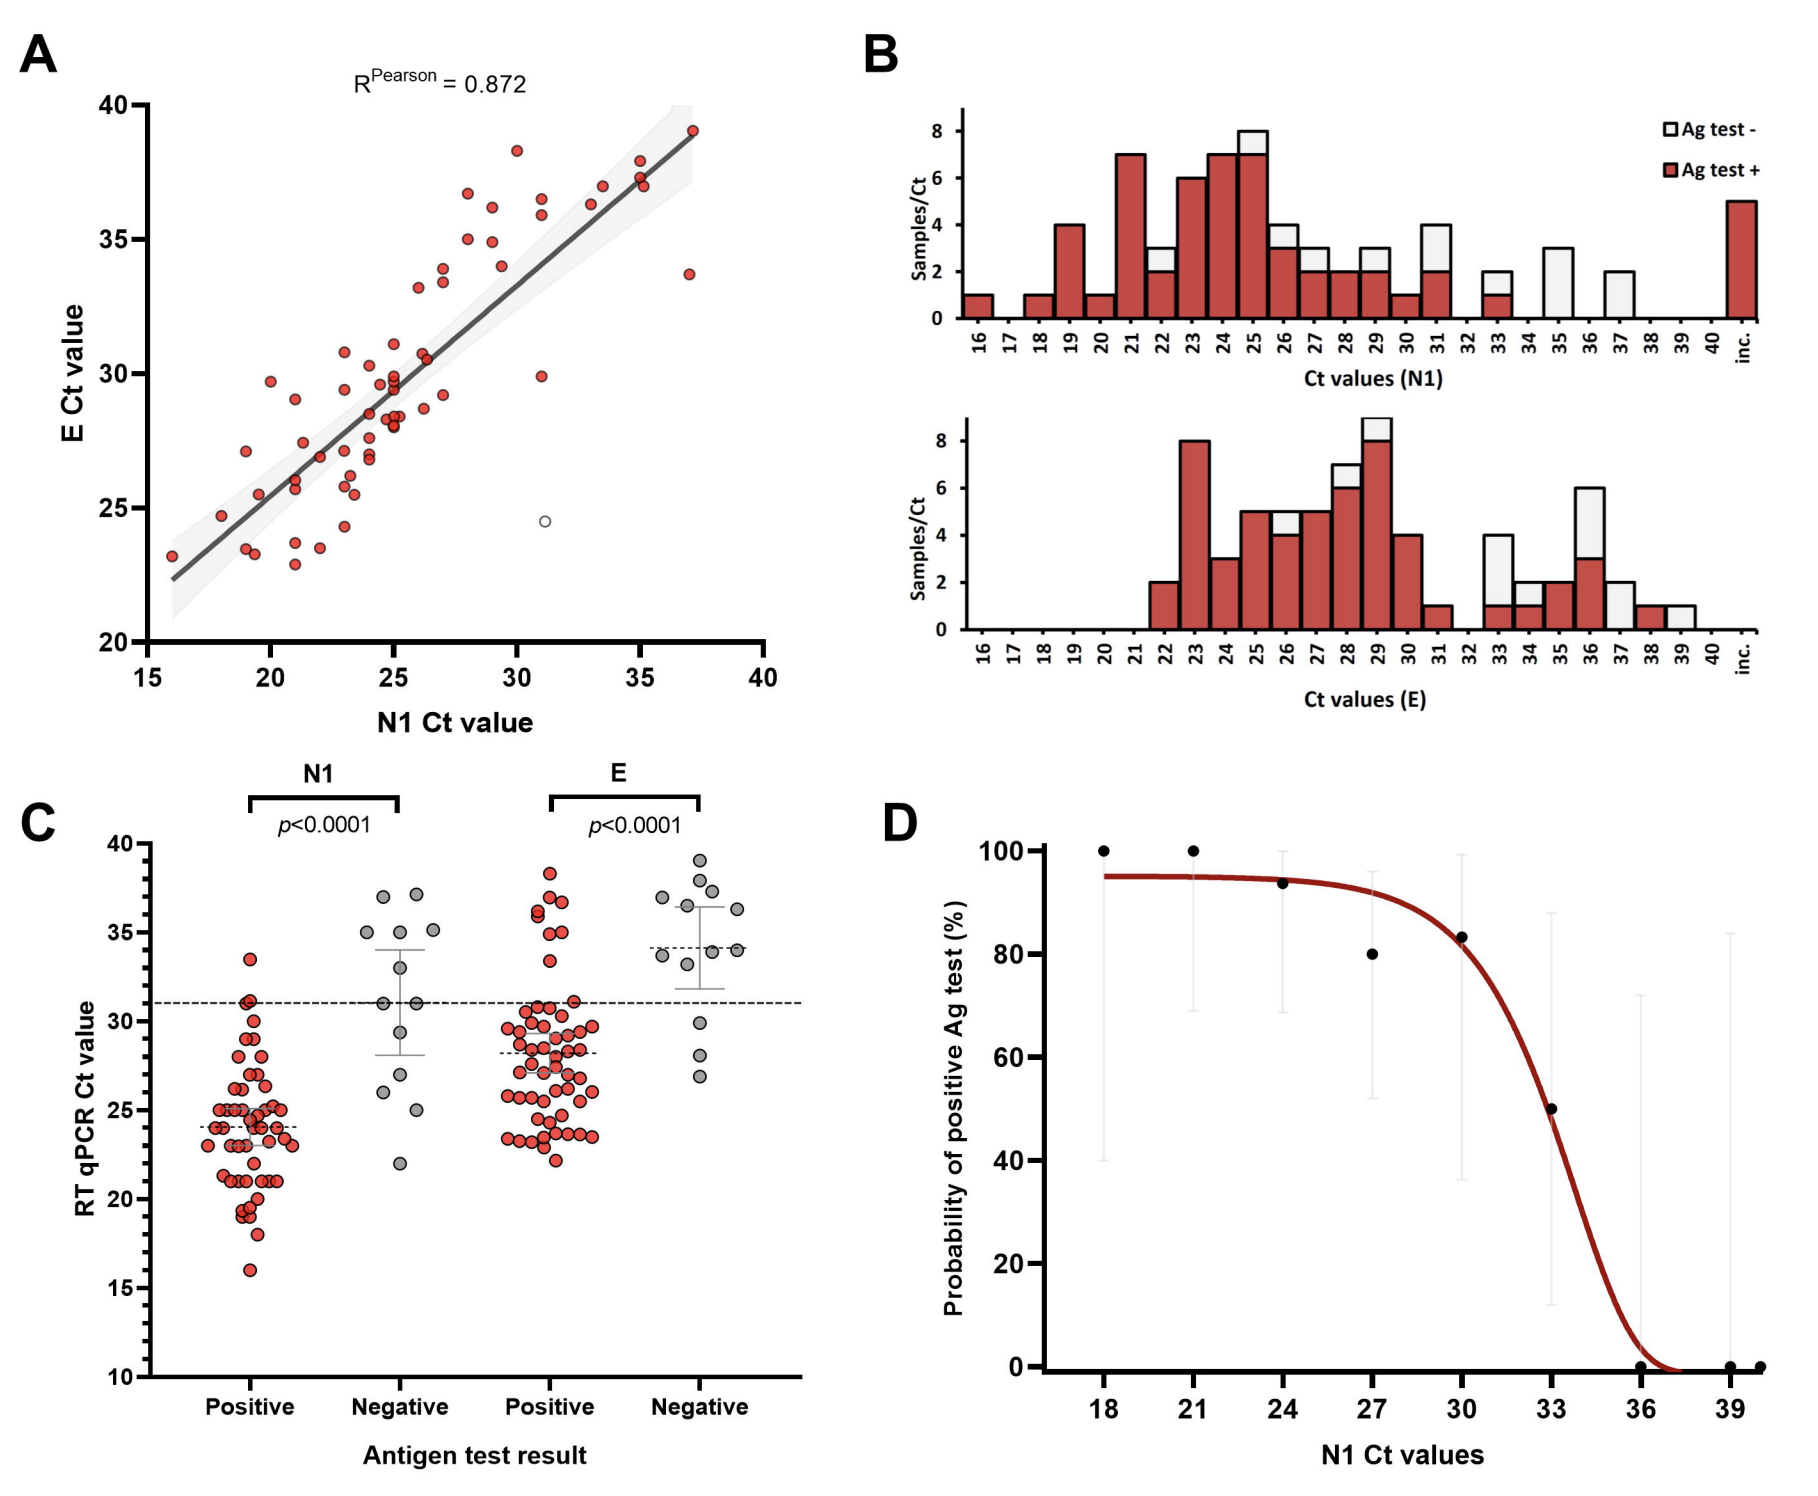 A
R^Pearson = 0.872
40
35
30
25
20
15 20 25 30 35 40
E Ct value
N1 Ct value
B
Ag test -
Ag test +
8
6
4
2
0
Samples/Ct
16 17 18 19 20 21 22 23 24 25 26 27 28 29 30 31 32 33 34 35 36 37 38 39 40 inc.
Ct values (N1)
8
6
4
2
0
Samples/Ct
16 17 18 19 20 21 22 23 24 25 26 27 28 29 30 31 32 33 34 35 36 37 38 39 40 inc.
Ct values (E)
C
N1 E
p<0.0001 p<0.0001
40
35
30
25
20
15
10
RT qPCR Ct value
Positive Negative Positive Negative
Antigen test result
D
100
80
60
40
20
0
Probability of positive Ag test (%)
18 21 24 27 30 33 36 39
N1 Ct values